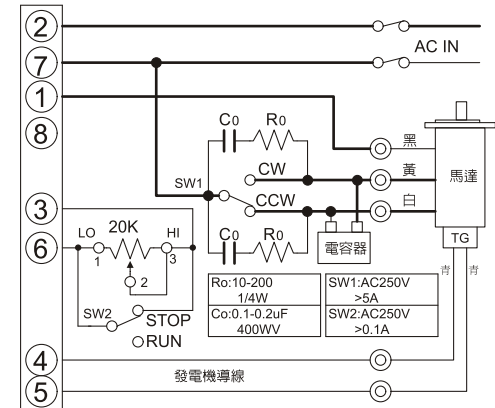 ②
AC IN
⑦
①
⑧
C0 R0
黑
黃
白
馬達
CW
SW1
CCW
③
LO 20K HI
⑥
1 2 3
C0 R0
電容器
TG
青 青
SW2
STOP
RUN
Ro:10-200
1/4W
Co:0.1-0.2uF
400WV
SW1:AC250V
>5A
SW2:AC250V
>0.1A
④
發電機導線
⑤